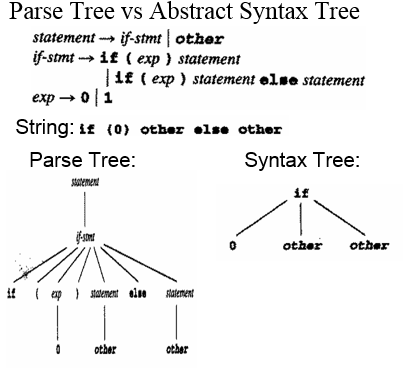 Parse Tree vs Abstract Syntax Tree
statement → if-stmt | other
if-stmt → if ( exp ) statement
| if ( exp ) statement else statement
exp → 0 | 1
String: if (0) other else other
Parse Tree:
Syntax Tree:
statement
if-stmt
if ( exp ) statement else statement
0 other other
if
0 other other